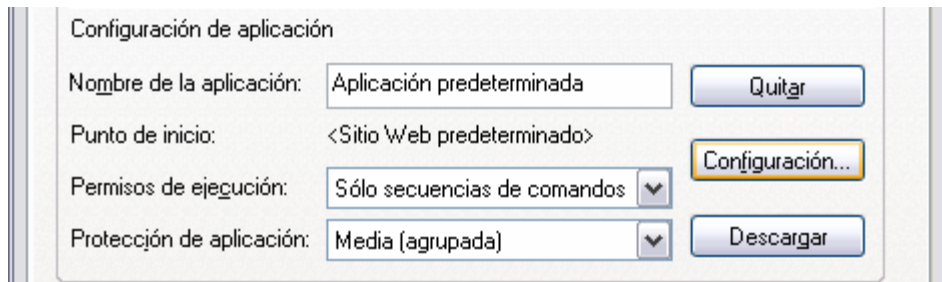 Configuración de aplicación
Nombre de la aplicación: Aplicación predeterminada Quitar
Punto de inicio: <Sitio Web predeterminado>
Configuración...
Permisos de ejecución: Sólo secuencias de comandos
Protección de aplicación: Media (agrupada) Descargar